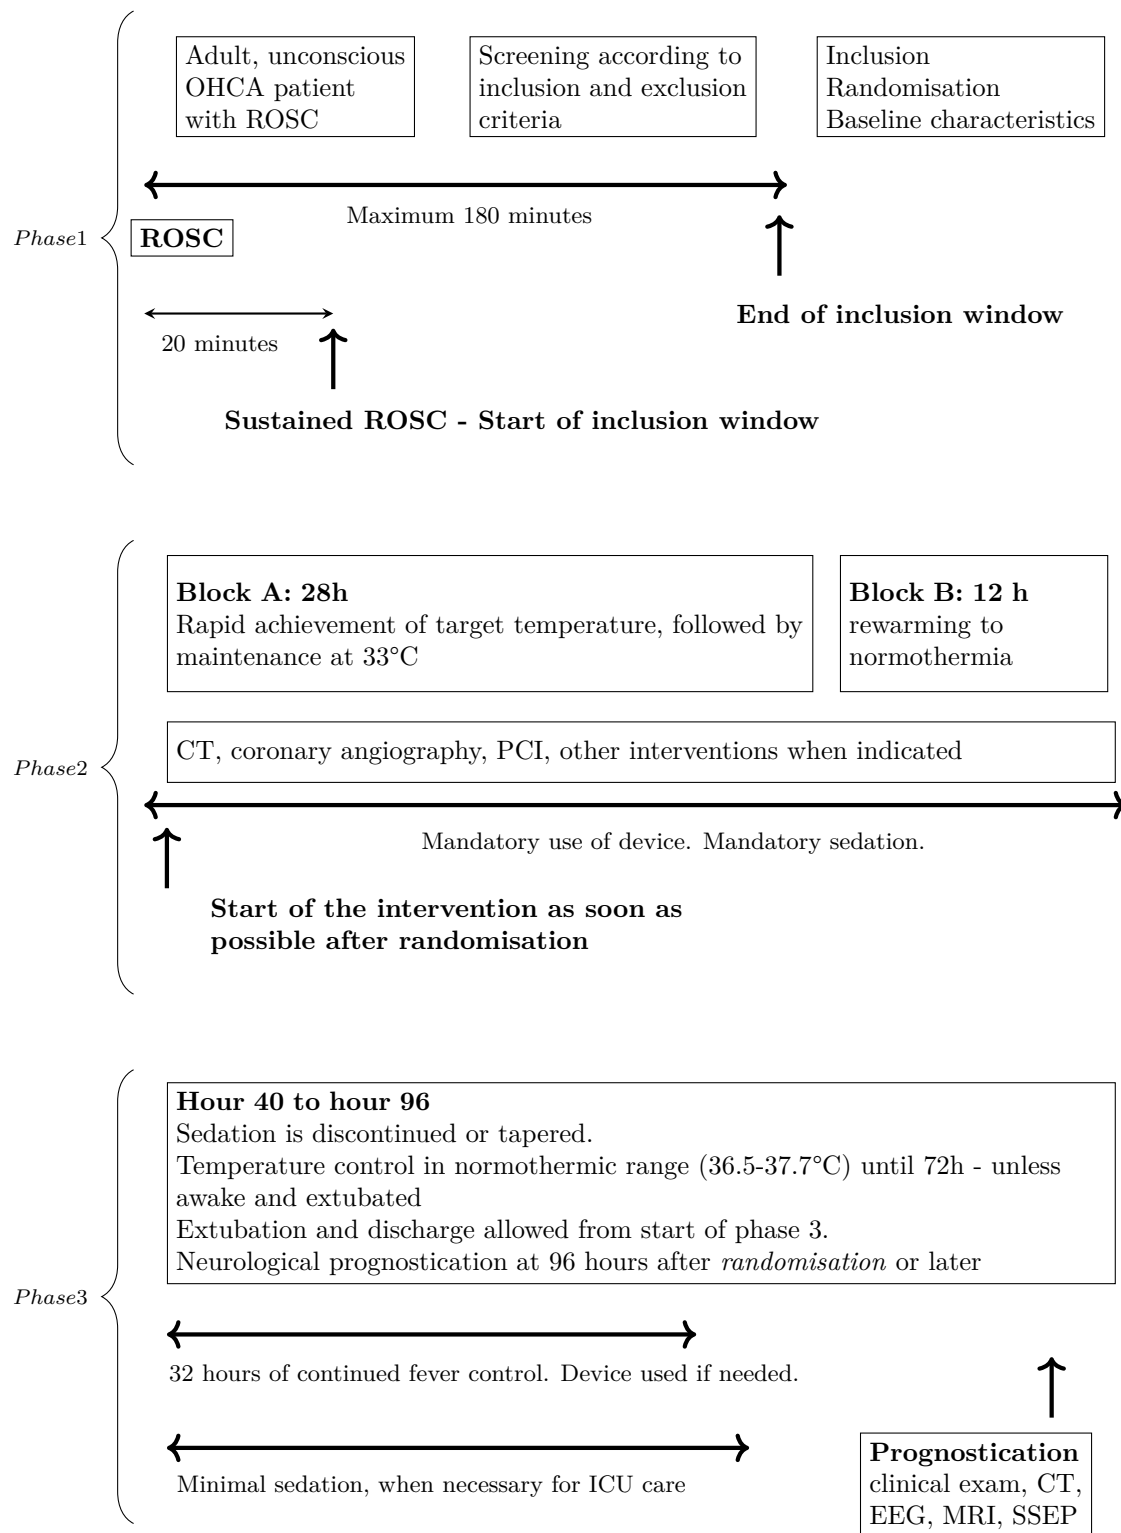 Phase1
Adult, unconscious
OHCA patient
with ROSC
Screening according to
inclusion and exclusion
criteria
Inclusion
Randomisation
Baseline characteristics
Maximum 180 minutes
ROSC
End of inclusion window
20 minutes
Sustained ROSC - Start of inclusion window
Phase2
Block A: 28h
Rapid achievement of target temperature, followed by
maintenance at 33°C
Block B: 12 h
rewarming to
normothermia
CT, coronary angiography, PCI, other interventions when indicated
Mandatory use of device. Mandatory sedation.
Start of the intervention as soon as
possible after randomisation
Phase3
Hour 40 to hour 96
Sedation is discontinued or tapered.
Temperature control in normothermic range (36.5-37.7°C) until 72h - unless
awake and extubated
Extubation and discharge allowed from start of phase 3.
Neurological prognostication at 96 hours after randomisation or later
32 hours of continued fever control. Device used if needed.
Minimal sedation, when necessary for ICU care
Prognostication
clinical exam, CT,
EEG, MRI, SSEP